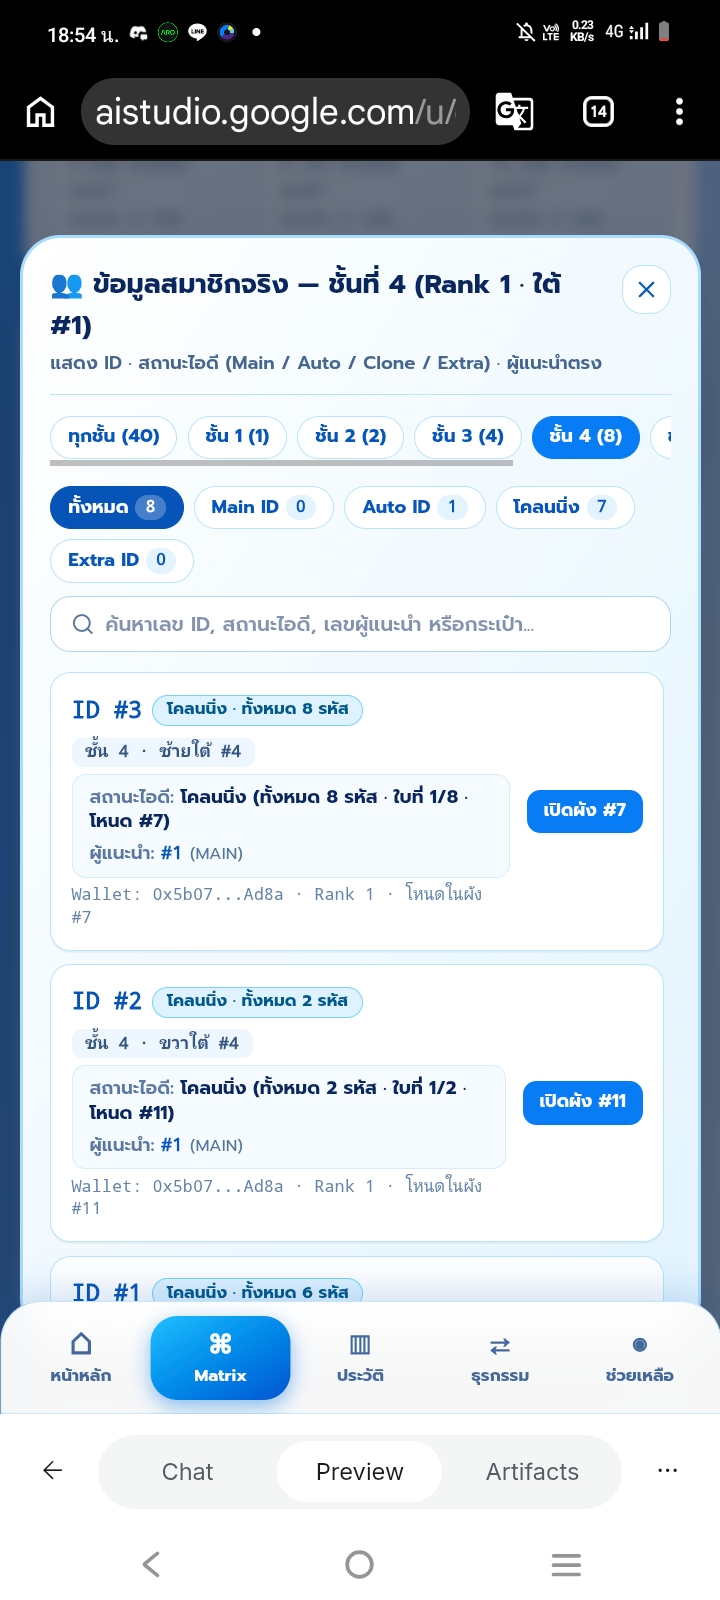 18:54 น.
0.23 KB/s
VoLTE
4G
aistudio.google.com/u/
14
👥 ข้อมูลสมาชิกจริง — ชั้นที่ 4 (Rank 1 · ใต้
#1)
แสดง ID · สถานะไอดี (Main / Auto / Clone / Extra) · ผู้แนะนำตรง
ทุกชั้น (40) ชั้น 1 (1) ชั้น 2 (2) ชั้น 3 (4) ชั้น 4 (8)
ทั้งหมด 8 Main ID 0 Auto ID 1 โคลนนิ่ง 7
Extra ID 0
ค้นหาเลข ID, สถานะไอดี, เลขผู้แนะนำ หรือกระเป๋า...
ID #3 โคลนนิ่ง · ทั้งหมด 8 รหัส
ชั้น 4 · ซ้ายใต้ #4
สถานะไอดี: โคลนนิ่ง (ทั้งหมด 8 รหัส · ใบที่ 1/8 ·
โหนด #7)
ผู้แนะนำ: #1 (MAIN)
เปิดผัง #7
Wallet: 0x5b07...Ad8a · Rank 1 · โหนดในผัง
#7
ID #2 โคลนนิ่ง · ทั้งหมด 2 รหัส
ชั้น 4 · ขวาใต้ #4
สถานะไอดี: โคลนนิ่ง (ทั้งหมด 2 รหัส · ใบที่ 1/2 ·
โหนด #11)
ผู้แนะนำ: #1 (MAIN)
เปิดผัง #11
Wallet: 0x5b07...Ad8a · Rank 1 · โหนดในผัง
#11
ID #1 โคลนนิ่ง · ทั้งหมด 6 รหัส
หน้าหลัก Matrix ประวัติ ธุรกรรม ช่วยเหลือ
Chat Preview Artifacts